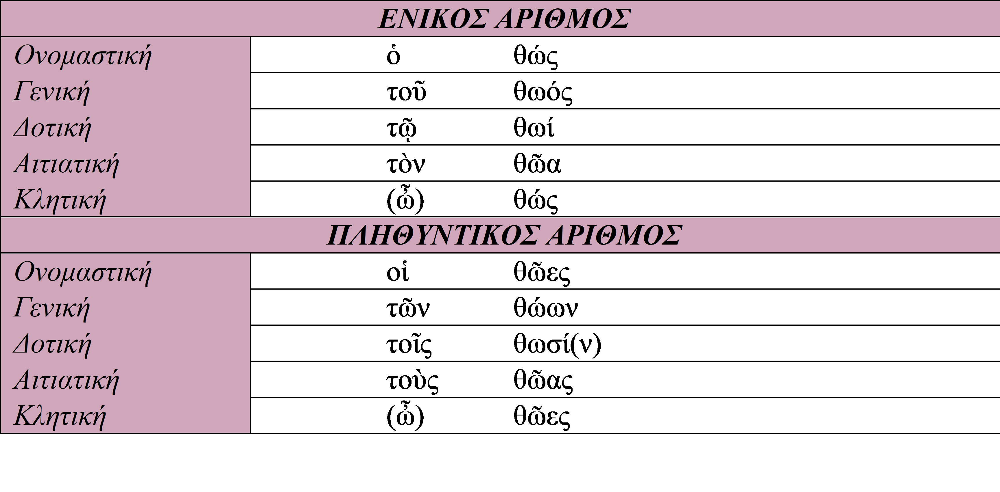 ΕΝΙΚΟΣ ΑΡΙΘΜΟΣ
Ονομαστική ὁ θώς
Γενική τοῦ θωός
Δοτική τῷ θωί
Αιτιατική τὸν θῶα
Κλητική (ὦ) θώς
ΠΛΗΘΥΝΤΙΚΟΣ ΑΡΙΘΜΟΣ
Ονομαστική οἱ θῶες
Γενική τῶν θώων
Δοτική τοῖς θωσί(ν)
Αιτιατική τοὺς θῶας
Κλητική (ὦ) θῶες